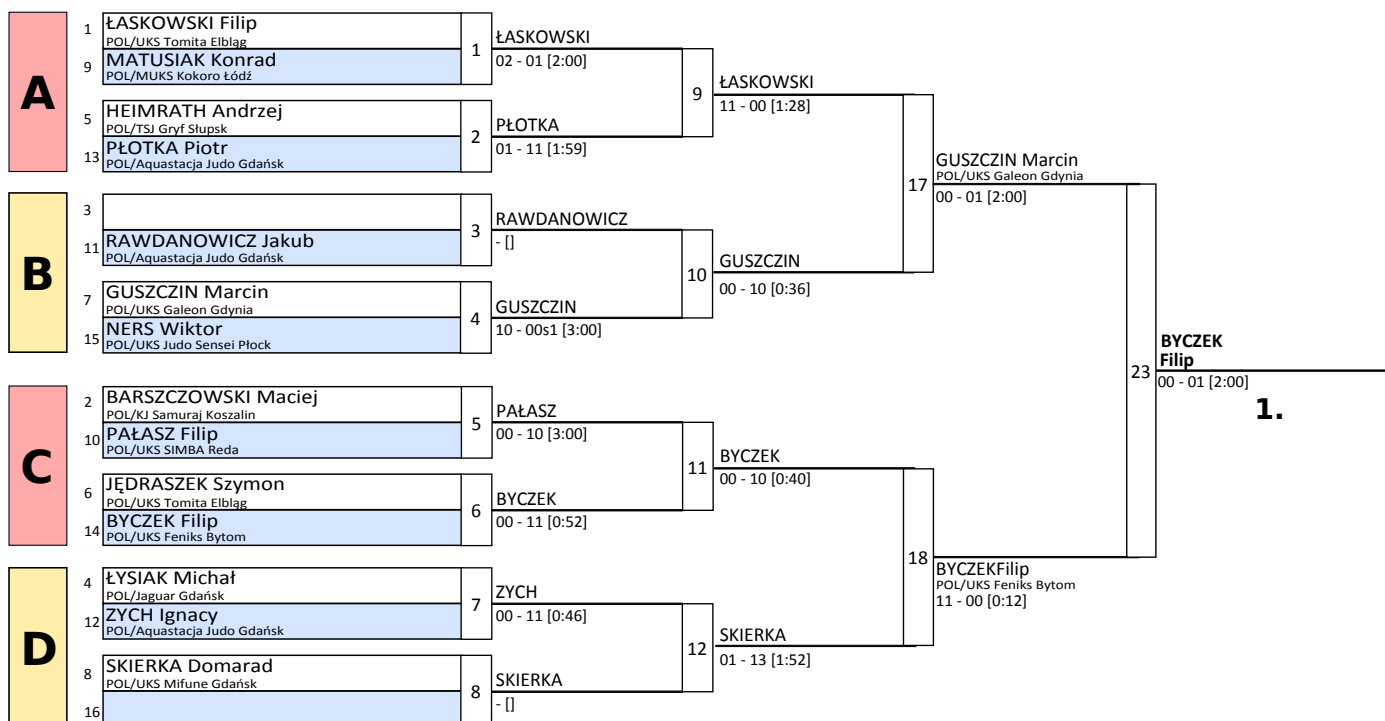 A
1
ŁASKOWSKI Filip
POL/UKS Tomita Elbląg
9
MATUSIAK Konrad
POL/MUKS Kokoro Łódź
1
ŁASKOWSKI
02 - 01 [2:00]
5
HEIMRATH Andrzej
POL/TSJ Gryf Słupsk
13
PŁOTKA Piotr
POL/Aquastacja Judo Gdańsk
2
PŁOTKA
01 - 11 [1:59]
9
ŁASKOWSKI
11 - 00 [1:28]
B
3
11
RAWDANOWICZ Jakub
POL/Aquastacja Judo Gdańsk
3
RAWDANOWICZ
- []
7
GUSZCZIN Marcin
POL/UKS Galeon Gdynia
15
NERS Wiktor
POL/UKS Judo Sensei Płock
4
GUSZCZIN
10 - 00s1 [3:00]
10
GUSZCZIN
00 - 10 [0:36]
17
GUSZCZIN Marcin
POL/UKS Galeon Gdynia
00 - 01 [2:00]
C
2
BARSZCZOWSKI Maciej
POL/KJ Samuraj Koszalin
10
PAŁASZ Filip
POL/UKS SIMBA Reda
5
PAŁASZ
00 - 10 [3:00]
6
JĘDRASZEK Szymon
POL/UKS Tomita Elbląg
14
BYCZEK Filip
POL/UKS Feniks Bytom
6
BYCZEK
00 - 11 [0:52]
11
BYCZEK
00 - 10 [0:40]
D
4
ŁYSIAK Michał
POL/Jaguar Gdańsk
12
ZYCH Ignacy
POL/Aquastacja Judo Gdańsk
7
ZYCH
00 - 11 [0:46]
8
SKIERKA Domarad
POL/UKS Mifune Gdańsk
16
8
SKIERKA
- []
12
SKIERKA
01 - 13 [1:52]
18
BYCZEKFilip
POL/UKS Feniks Bytom
11 - 00 [0:12]
23
BYCZEK
Filip
00 - 01 [2:00]
1.